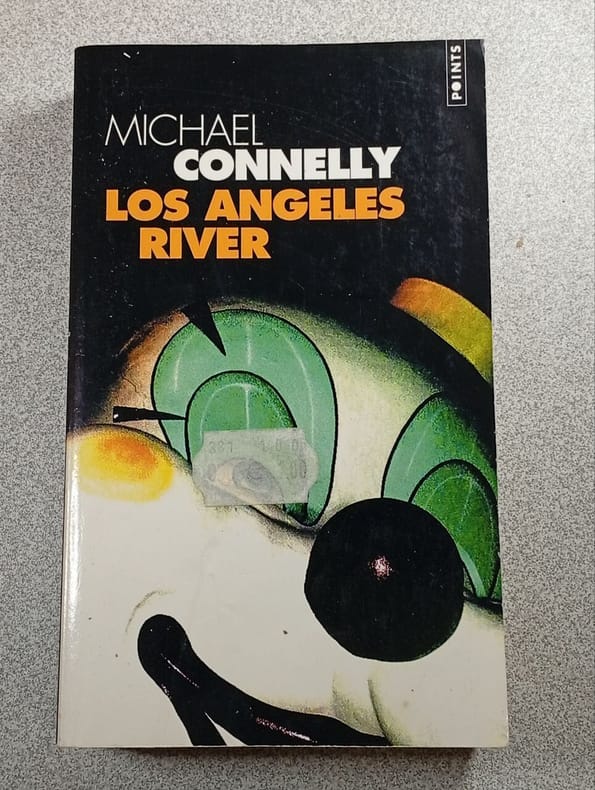 POINTS
MICHAEL
CONNELLY
LOS ANGELES
RIVER